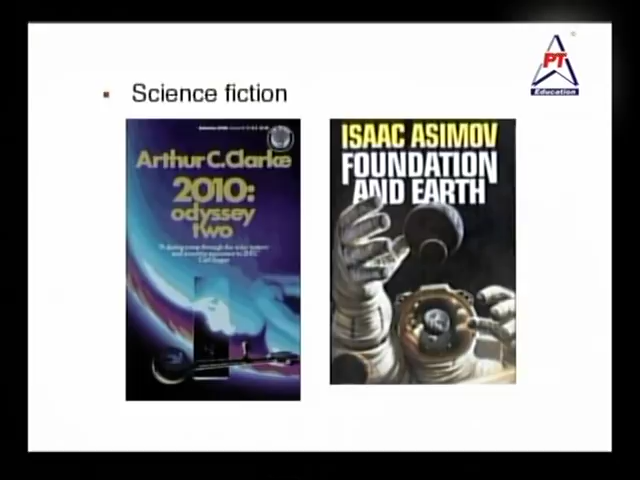 PT
Education
Science fiction
Arthur C. Clarke
2010:
odyssey
two
ISAAC ASIMOV
FOUNDATION
AND EARTH